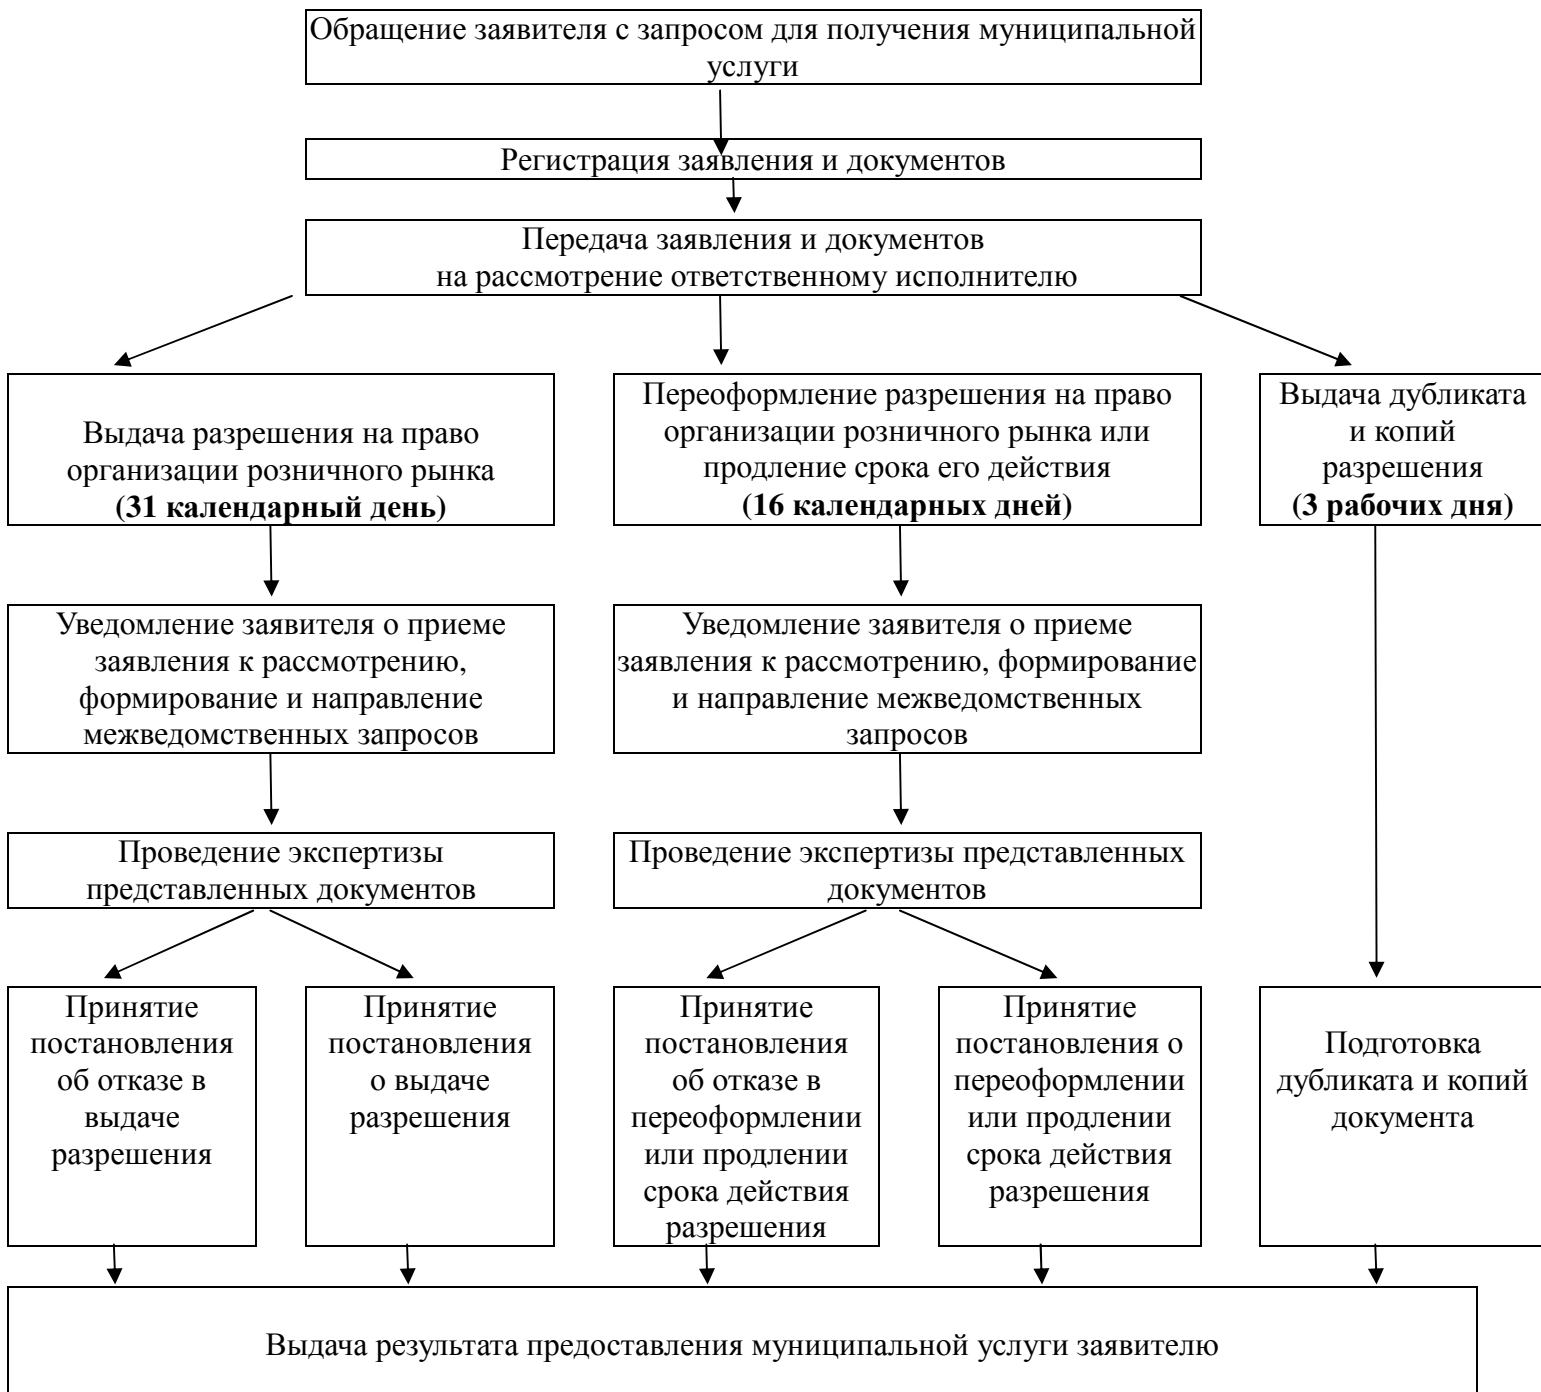 Обращение заявителя с запросом для получения муниципальной
услуги
Регистрация заявления и документов
Передача заявления и документов
на рассмотрение ответственному исполнителю
Выдача разрешения на право
организации розничного рынка
(31 календарный день)
Переоформление разрешения на право
организации розничного рынка или
продление срока его действия
(16 календарных дней)
Выдача дубликата
и копий
разрешения
(3 рабочих дня)
Уведомление заявителя о приеме
заявления к рассмотрению,
формирование и направление
межведомственных запросов
Уведомление заявителя о приеме
заявления к рассмотрению, формирование
и направление межведомственных
запросов
Проведение экспертизы
представленных документов
Проведение экспертизы представленных
документов
Принятие
постановления
об отказе в
выдаче
разрешения
Принятие
постановления
о выдаче
разрешения
Принятие
постановления
об отказе в
переоформлении
или продлении
срока действия
разрешения
Принятие
постановления о
переоформлении
или продлении
срока действия
разрешения
Подготовка
дубликата и копий
документа
Выдача результата предоставления муниципальной услуги заявителю